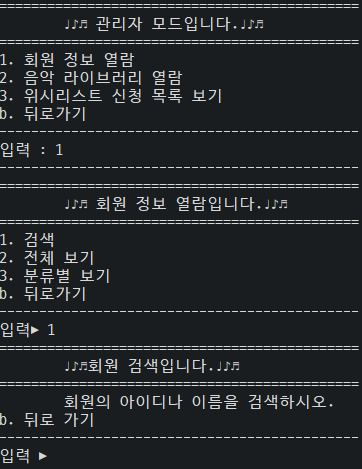 =============================================
♩♪♬ 관리자 모드입니다.♩♪♬
=============================================
1. 회원 정보 열람
2. 음악 라이브러리 열람
3. 위시리스트 신청 목록 보기
b. 뒤로가기
---------------------------------------------
입력 : 1
---------------------------------------------
=============================================
♩♪♬ 회원 정보 열람입니다.♩♪♬
=============================================
1. 검색
2. 전체 보기
3. 분류별 보기
b. 뒤로가기
---------------------------------------------
입력▶ 1
=============================================
♩♪♬회원 검색입니다.♩♪♬
=============================================
회원의 아이디나 이름을 검색하시오.
b. 뒤로 가기
---------------------------------------------
입력 ▶